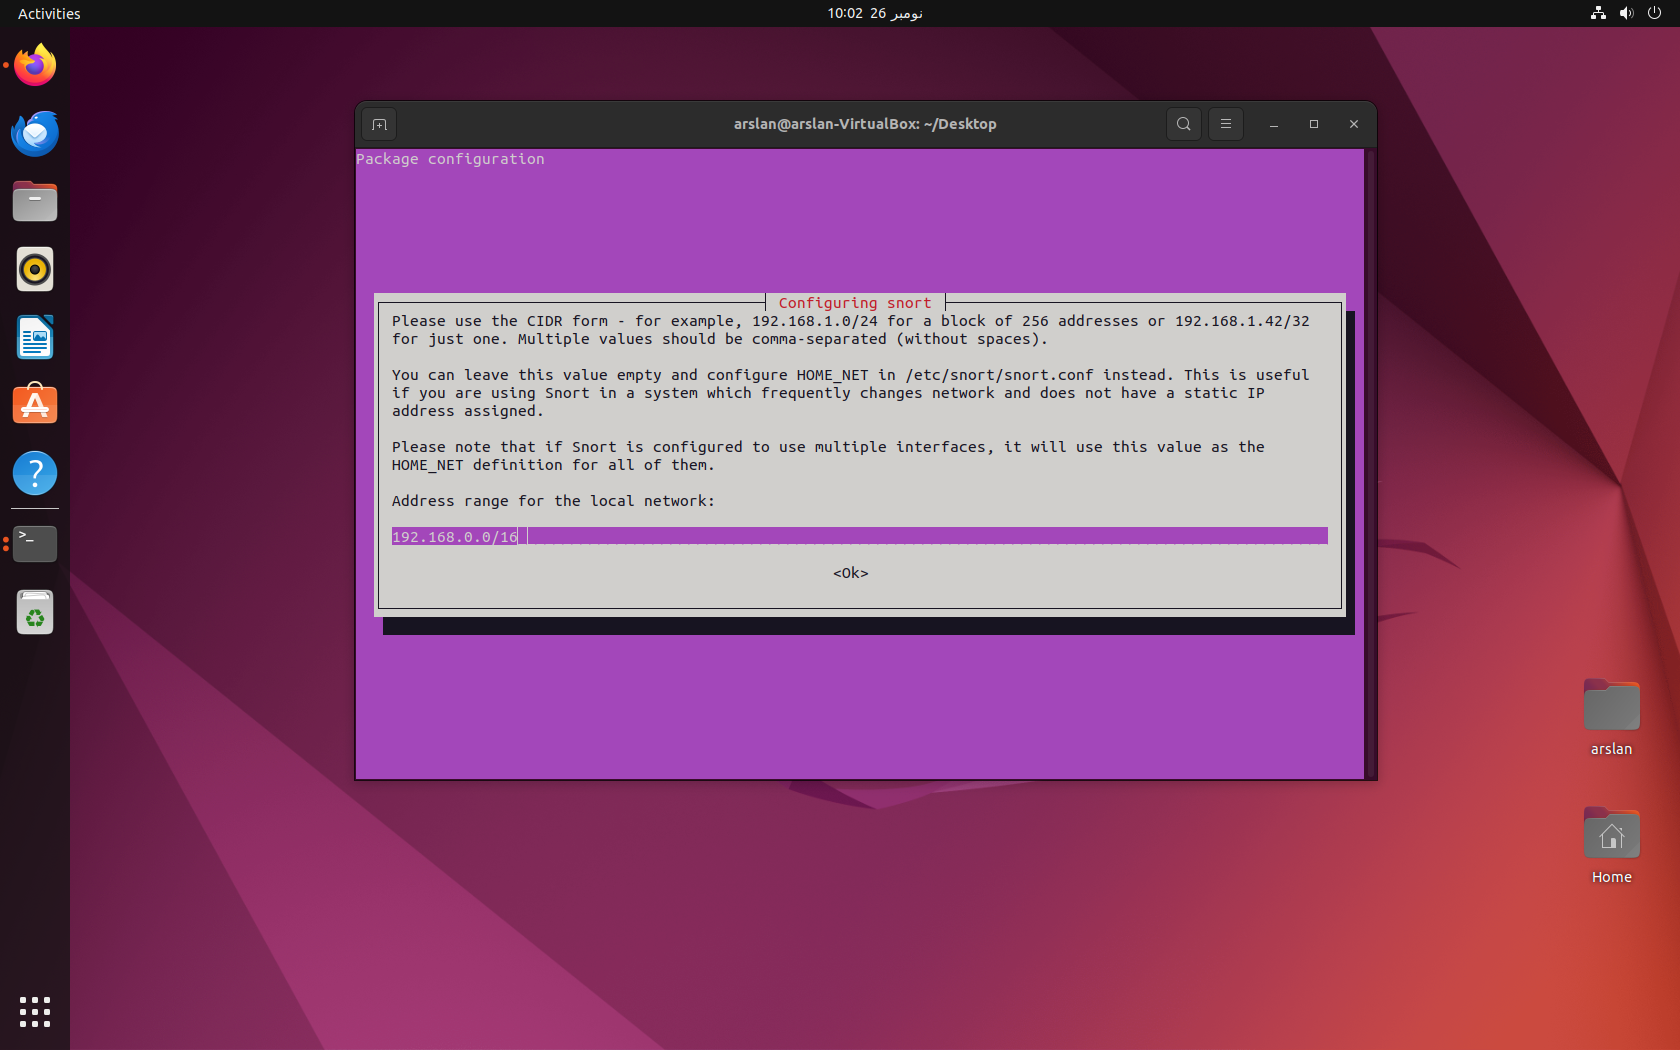 Activities
نومبر 26  10:02
arslan@arslan-VirtualBox: ~/Desktop
Package configuration
Configuring snort
Please use the CIDR form - for example, 192.168.1.0/24 for a block of 256 addresses or 192.168.1.42/32
for just one. Multiple values should be comma-separated (without spaces).
You can leave this value empty and configure HOME_NET in /etc/snort/snort.conf instead. This is useful
if you are using Snort in a system which frequently changes network and does not have a static IP
address assigned.
Please note that if Snort is configured to use multiple interfaces, it will use this value as the
HOME_NET definition for all of them.
Address range for the local network:
192.168.0.0/16
<Ok>
arslan
Home